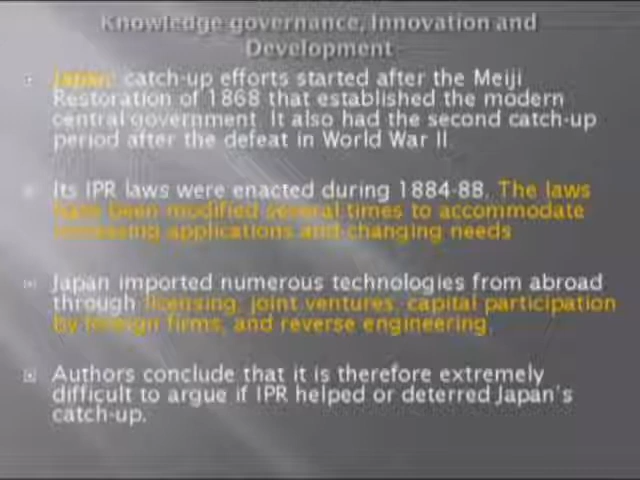 Knowledge governance, Innovation and
Development
Japan: catch-up efforts started after the Meiji
Restoration of 1868 that established the modern
central government. It also had the second catch-up
period after the defeat in World War II.
Its IPR laws were enacted during 1884-88. The laws
have been modified several times to accommodate
increasing applications and changing needs
Japan imported numerous technologies from abroad
through licensing, joint ventures, capital participation
by foreign firms, and reverse engineering.
Authors conclude that it is therefore extremely
difficult to argue if IPR helped or deterred Japan's
catch-up.